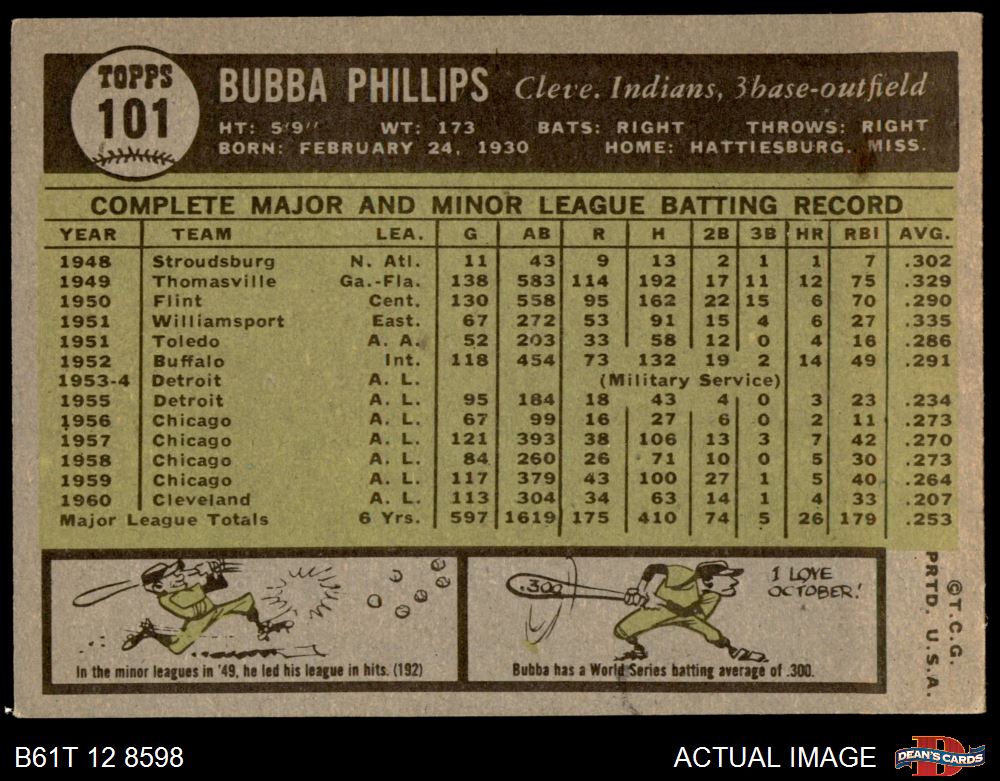 TOPPS
101
BUBBA PHILLIPS Cleve. Indians, 3base-outfield
HT: 5'9'' WT: 173 BATS: RIGHT THROWS: RIGHT
BORN: FEBRUARY 24, 1930 HOME: HATTIESBURG, MISS.
COMPLETE MAJOR AND MINOR LEAGUE BATTING RECORD
YEAR TEAM LEA. G AB R H 2B 3B HR RBI AVG.
1948 Stroudsburg N. Atl. 11 43 9 13 2 1 1 7 .302
1949 Thomasville Ga.-Fla. 138 583 114 192 17 11 12 75 .329
1950 Flint Cent. 130 558 95 162 22 15 6 70 .290
1951 Williamsport East. 67 272 53 91 15 4 6 27 .335
1951 Toledo A. A. 52 203 33 58 12 0 4 16 .286
1952 Buffalo Int. 118 454 73 132 19 2 14 49 .291
1953-4 Detroit A. L. (Military Service)
1955 Detroit A. L. 95 184 18 43 4 0 3 23 .234
1956 Chicago A. L. 67 99 16 27 6 0 2 11 .273
1957 Chicago A. L. 121 393 38 106 13 3 7 42 .270
1958 Chicago A. L. 84 260 26 71 10 0 5 30 .273
1959 Chicago A. L. 117 379 43 100 27 1 5 40 .264
1960 Cleveland A. L. 113 304 34 63 14 1 4 33 .207
Major League Totals 6 Yrs. 597 1619 175 410 74 5 26 179 .253
In the minor leagues in '49, he led his league in hits. (192)
.300
I LOVE
OCTOBER!
Bubba has a World Series batting average of .300.
©T.C.G.
PRTD. U.S.A.
B61T 12 8598 ACTUAL IMAGE
D
DEAN'S CARDS